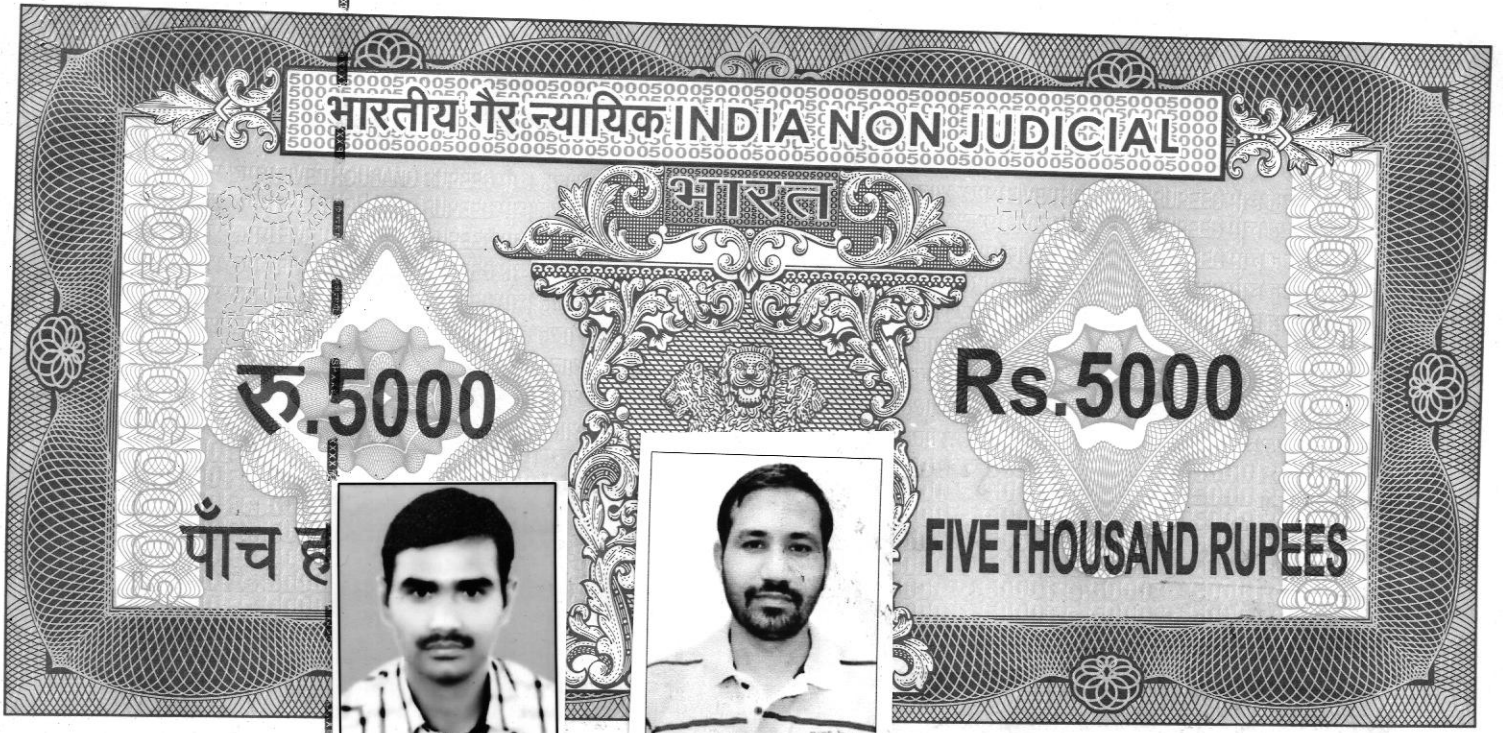 भारतीय गैर न्यायिक INDIA NON JUDICIAL
भारत
रु.5000
Rs.5000
पाँच
FIVE THOUSAND RUPEES